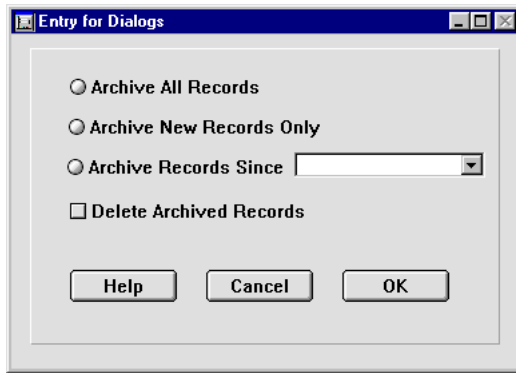 Entry for Dialogs
Archive All Records
Archive New Records Only
Archive Records Since
Delete Archived Records
Help Cancel OK